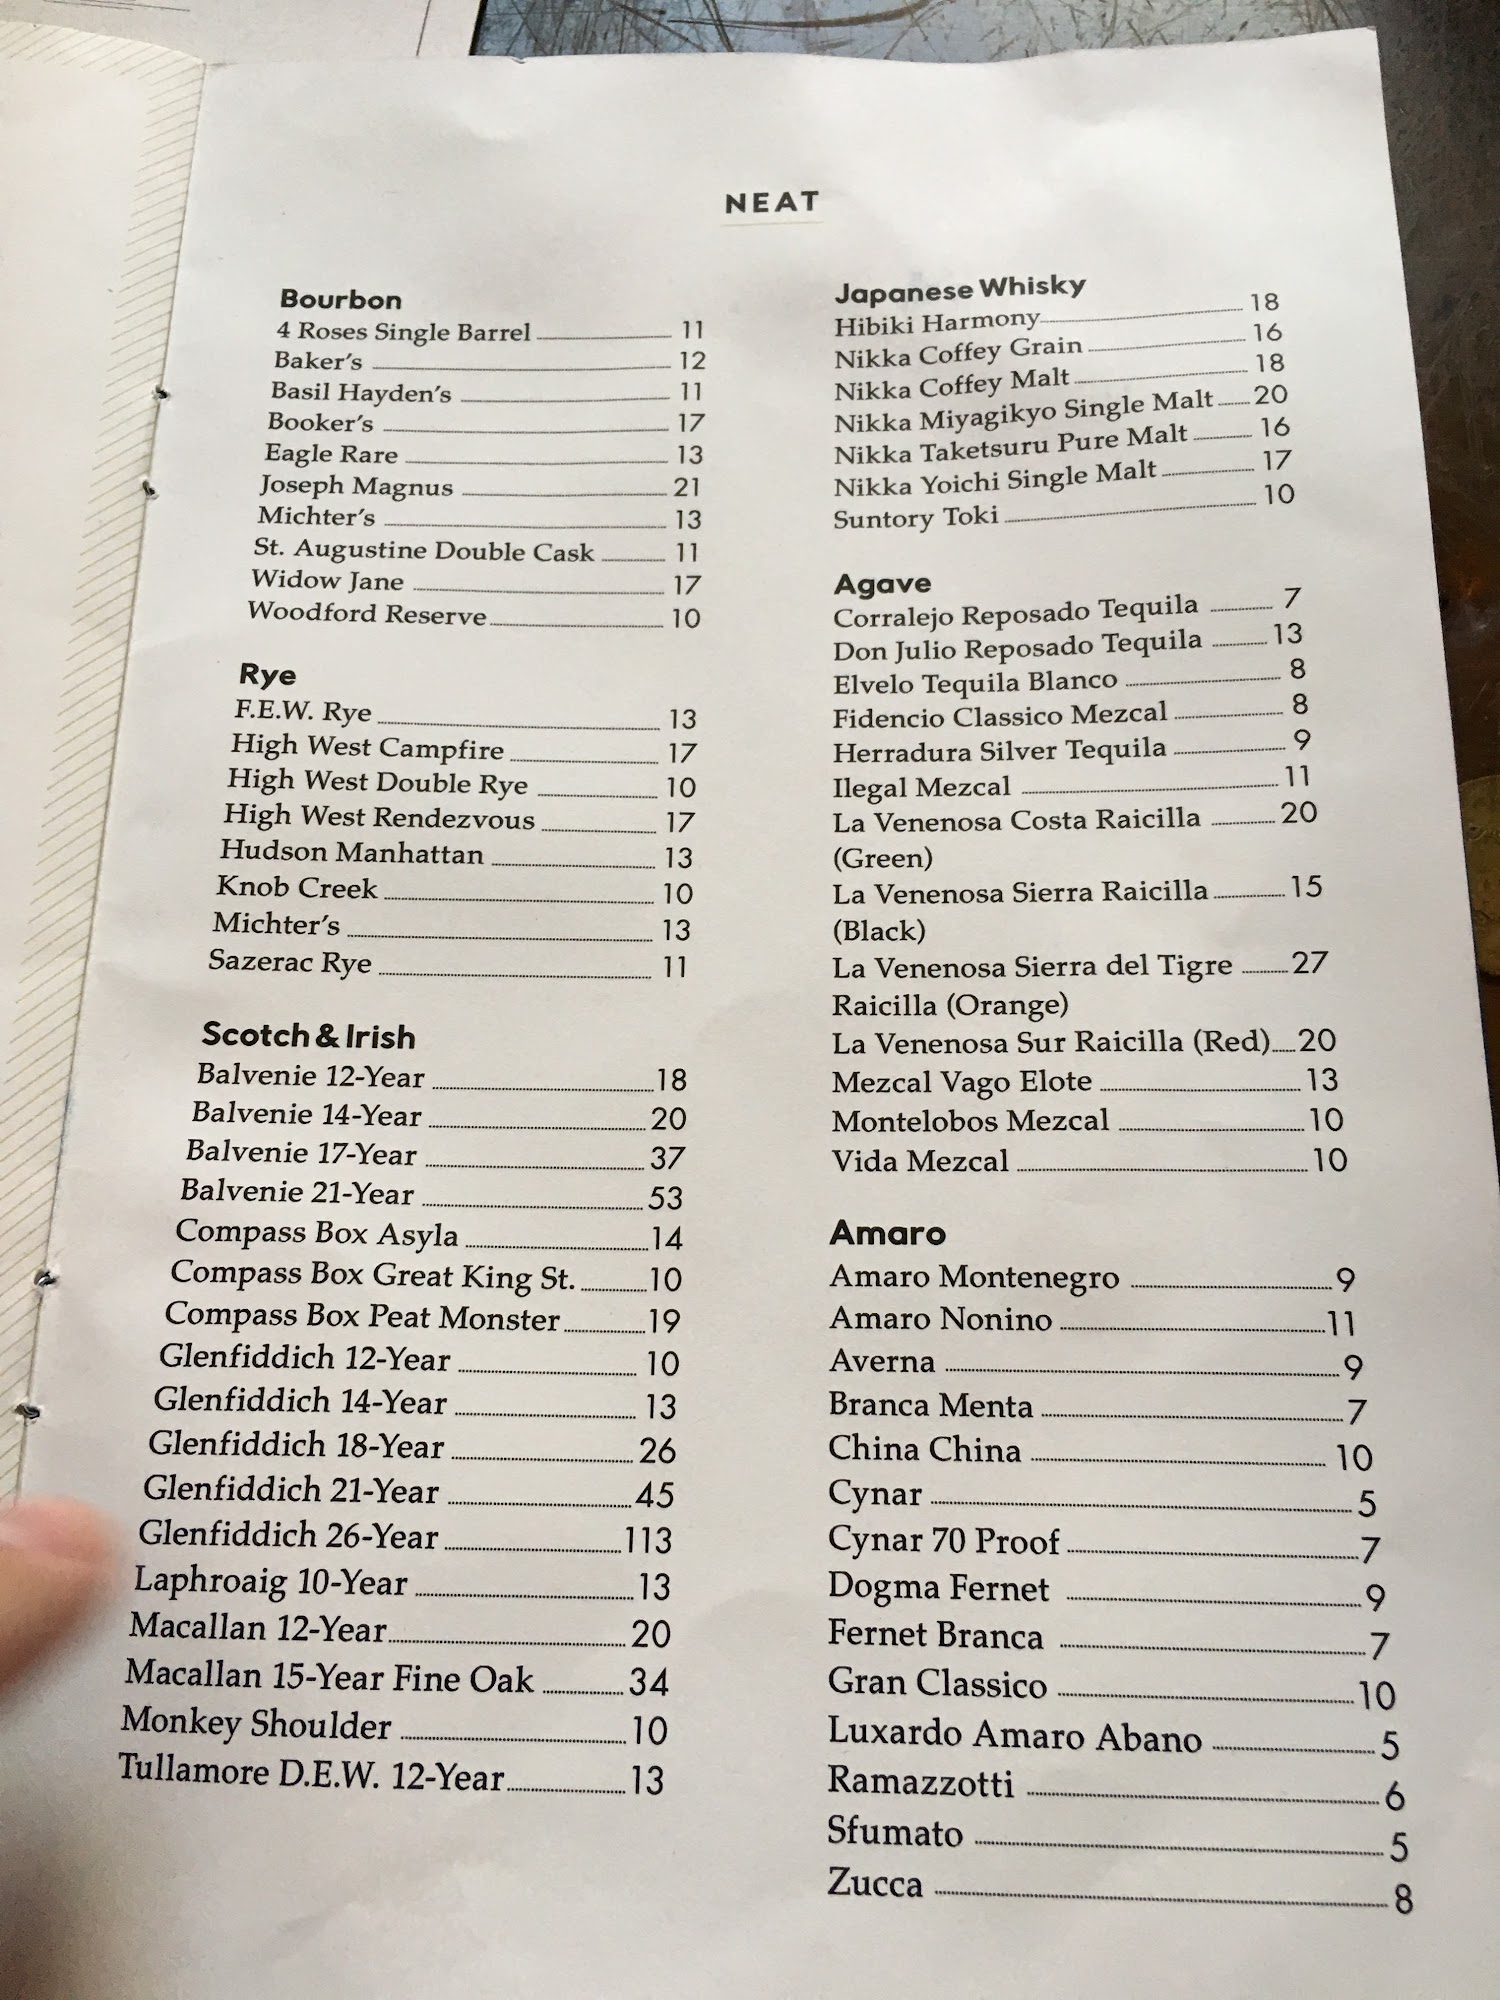 NEAT
Bourbon
4 Roses Single Barrel 11
Baker's 12
Basil Hayden's 11
Booker's 17
Eagle Rare 13
Joseph Magnus 21
Michter's 13
St. Augustine Double Cask 11
Widow Jane 17
Woodford Reserve 10
Rye
F.E.W. Rye 13
High West Campfire 17
High West Double Rye 10
High West Rendezvous 17
Hudson Manhattan 13
Knob Creek 10
Michter's 13
Sazerac Rye 11
Scotch & Irish
Balvenie 12-Year 18
Balvenie 14-Year 20
Balvenie 17-Year 37
Balvenie 21-Year 53
Compass Box Asyla 14
Compass Box Great King St. 10
Compass Box Peat Monster 19
Glenfiddich 12-Year 10
Glenfiddich 14-Year 13
Glenfiddich 18-Year 26
Glenfiddich 21-Year 45
Glenfiddich 26-Year 113
Laphroaig 10-Year 13
Macallan 12-Year 20
Macallan 15-Year Fine Oak 34
Monkey Shoulder 10
Tullamore D.E.W. 12-Year 13
Japanese Whisky
Hibiki Harmony 18
Nikka Coffey Grain 16
Nikka Coffey Malt 18
Nikka Miyagikyo Single Malt 20
Nikka Taketsuru Pure Malt 16
Nikka Yoichi Single Malt 17
Suntory Toki 10
Agave
Corralejo Reposado Tequila 7
Don Julio Reposado Tequila 13
Elvelo Tequila Blanco 8
Fidencio Classico Mezcal 8
Herradura Silver Tequila 9
Ilegal Mezcal 11
La Venenosa Costa Raicilla 20
(Green)
La Venenosa Sierra Raicilla 15
(Black)
La Venenosa Sierra del Tigre 27
Raicilla (Orange)
La Venenosa Sur Raicilla (Red) 20
Mezcal Vago Elote 13
Montelobos Mezcal 10
Vida Mezcal 10
Amaro
Amaro Montenegro 9
Amaro Nonino 11
Averna 9
Branca Menta 7
China China 10
Cynar 5
Cynar 70 Proof 7
Dogma Fernet 9
Fernet Branca 7
Gran Classico 10
Luxardo Amaro Abano 5
Ramazzotti 6
Sfumato 5
Zucca 8